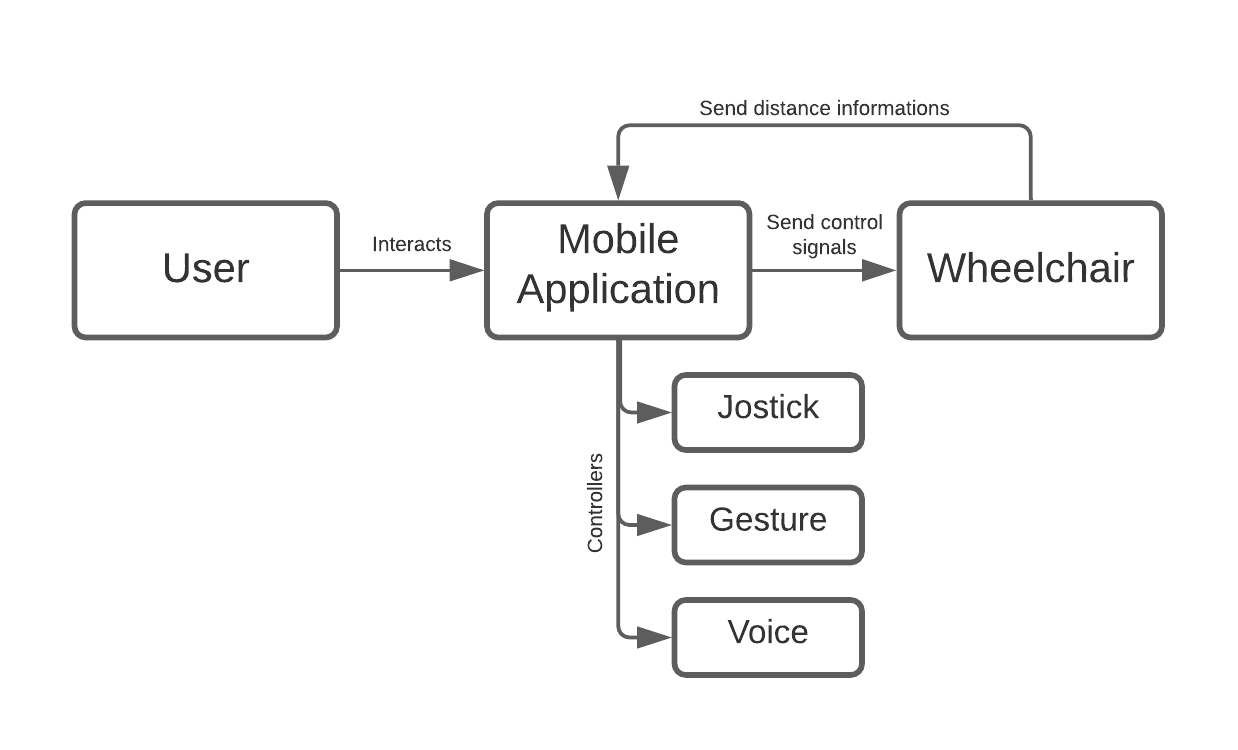 Send distance informations
User
Interacts
Mobile
Application
Send control
signals
Wheelchair
Controllers
Jostick
Gesture
Voice